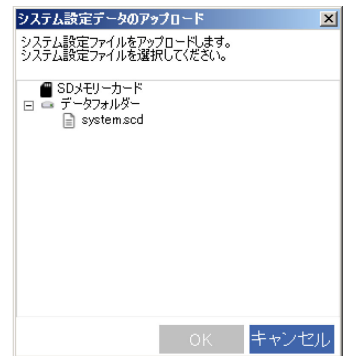 システム設定データのアップロード
システム設定ファイルをアップロードします。
システム設定ファイルを選択してください。
SDメモリーカード
データフォルダー
system.scd
OK キャンセル